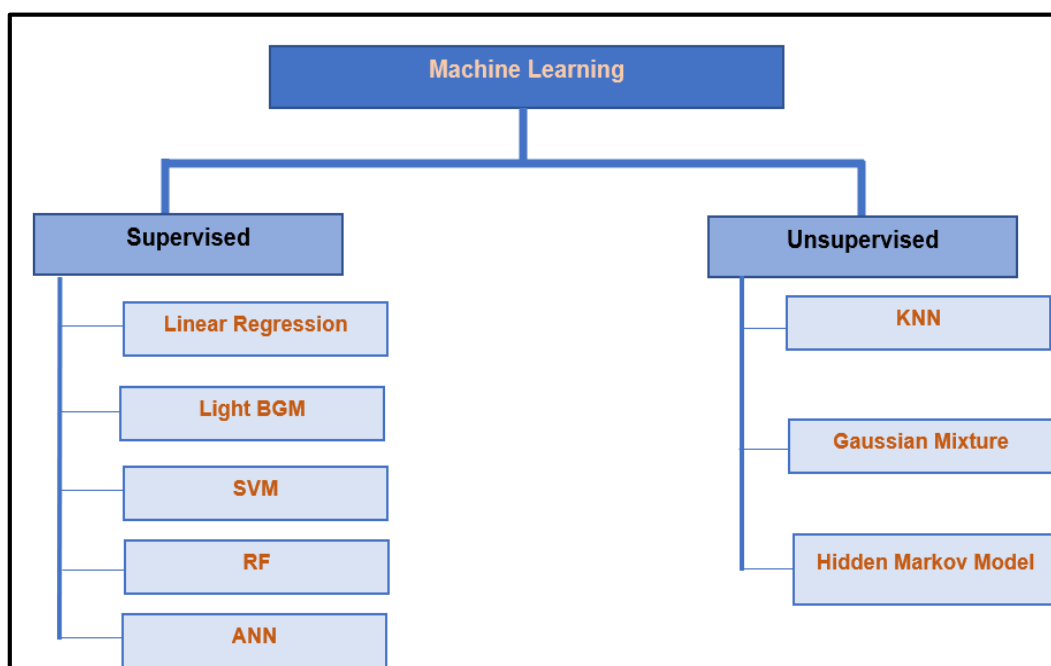 Machine Learning
Supervised
Linear Regression
Light BGM
SVM
RF
ANN
Unsupervised
KNN
Gaussian Mixture
Hidden Markov Model